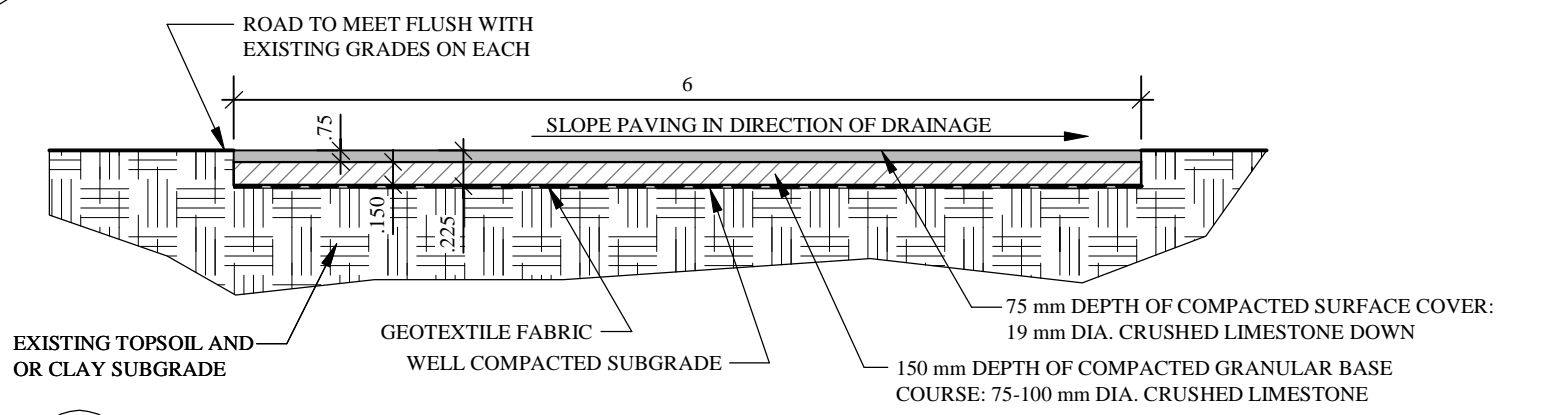 ROAD TO MEET FLUSH WITH
EXISTING GRADES ON EACH
6
SLOPE PAVING IN DIRECTION OF DRAINAGE
.75
.150
.225
EXISTING TOPSOIL AND
OR CLAY SUBGRADE
GEOTEXTILE FABRIC
WELL COMPACTED SUBGRADE
75 mm DEPTH OF COMPACTED SURFACE COVER:
19 mm DIA. CRUSHED LIMESTONE DOWN
150 mm DEPTH OF COMPACTED GRANULAR BASE
COURSE: 75-100 mm DIA. CRUSHED LIMESTONE